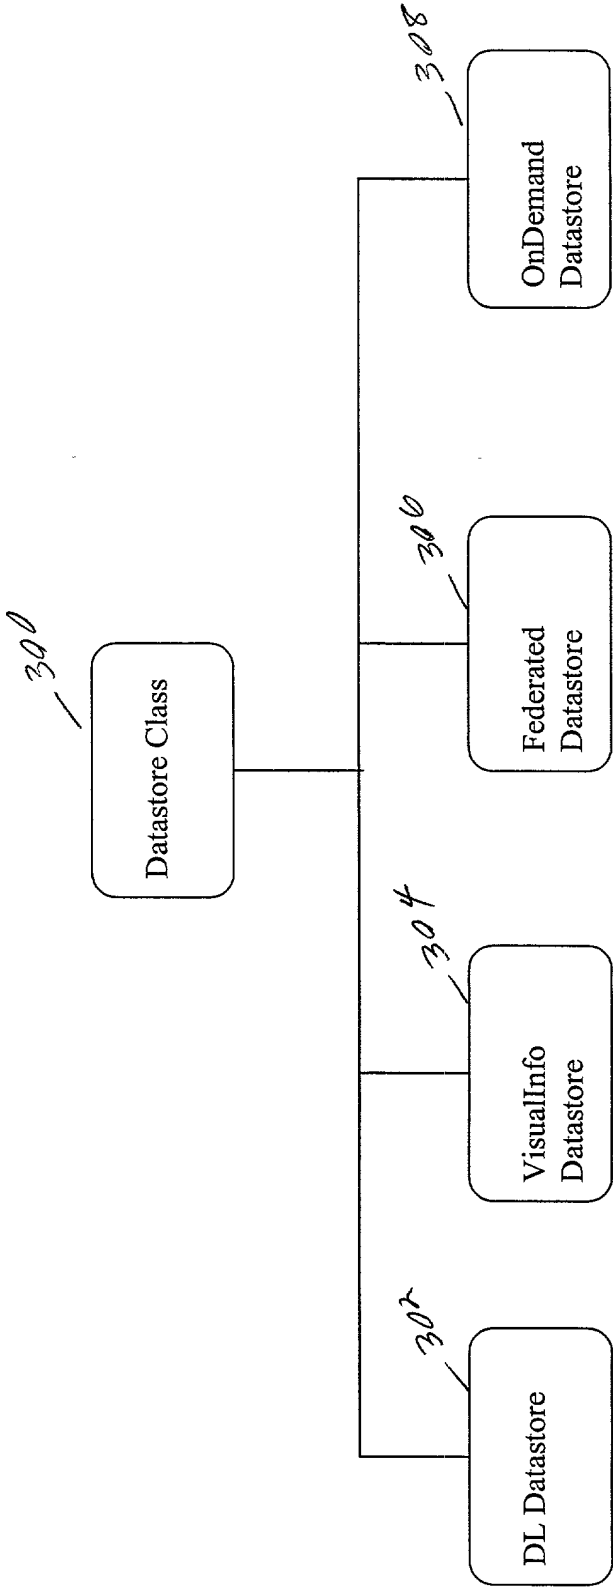 300
Datastore Class
302
304
306
308
DL Datastore
VisualInfo
Datastore
Federated
Datastore
OnDemand
Datastore